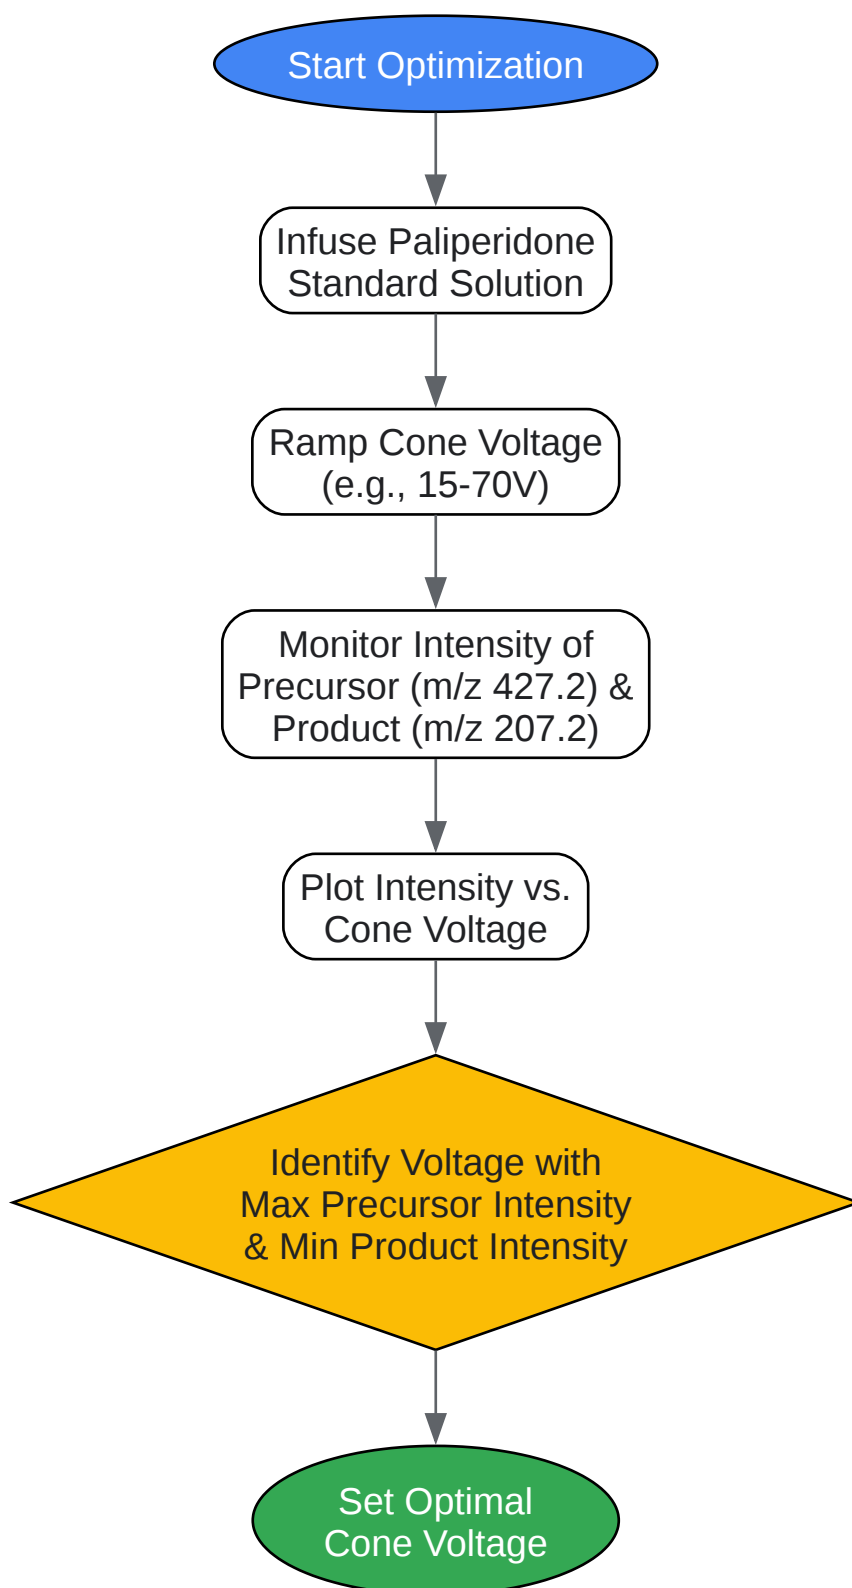 Start Optimization
Infuse Paliperidone
Standard Solution
Ramp Cone Voltage
(e.g., 15-70V)
Monitor Intensity of
Precursor (m/z 427.2) &
Product (m/z 207.2)
Plot Intensity vs.
Cone Voltage
Identify Voltage with
Max Precursor Intensity
& Min Product Intensity
Set Optimal
Cone Voltage